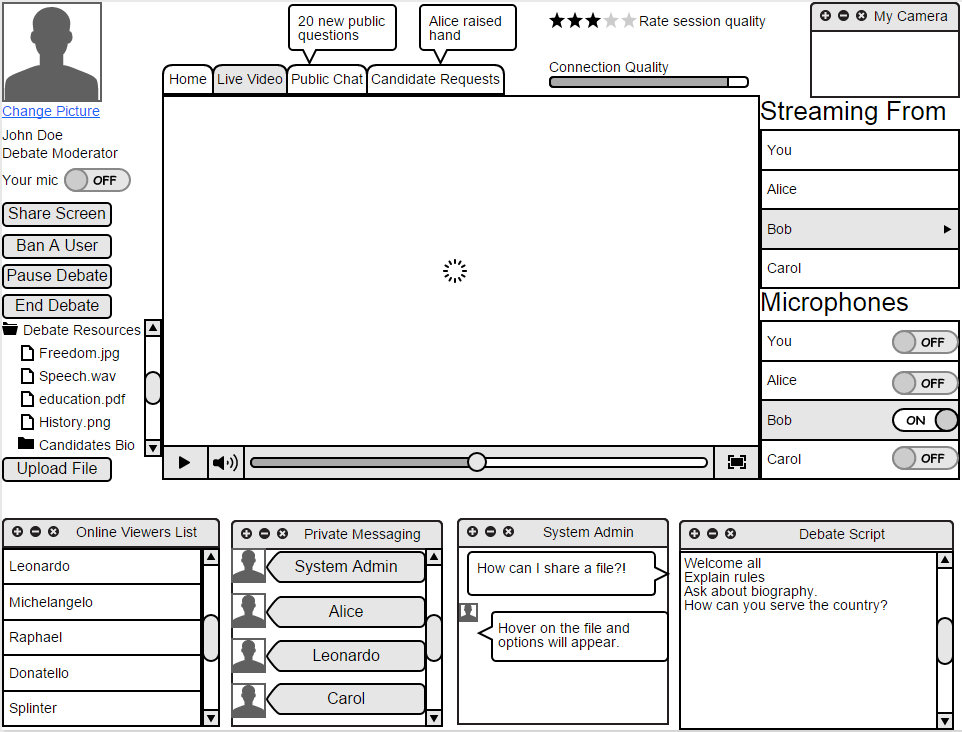 20 new public
questions
Alice raised
hand
Rate session quality
My Camera
Connection Quality
Home
Live Video
Public Chat
Candidate Requests
Change Picture
John Doe
Debate Moderator
Your mic OFF
Share Screen
Ban A User
Pause Debate
End Debate
Debate Resources
Freedom.jpg
Speech.wav
education.pdf
History.png
Candidates Bio
Upload File
Streaming From
You
Alice
Bob
Carol
Microphones
You OFF
Alice OFF
Bob ON
Carol OFF
Online Viewers List
Leonardo
Michelangelo
Raphael
Donatello
Splinter
Private Messaging
System Admin
Alice
Leonardo
Carol
System Admin
How can I share a file?!
Hover on the file and
options will appear.
Debate Script
Welcome all
Explain rules
Ask about biography.
How can you serve the country?